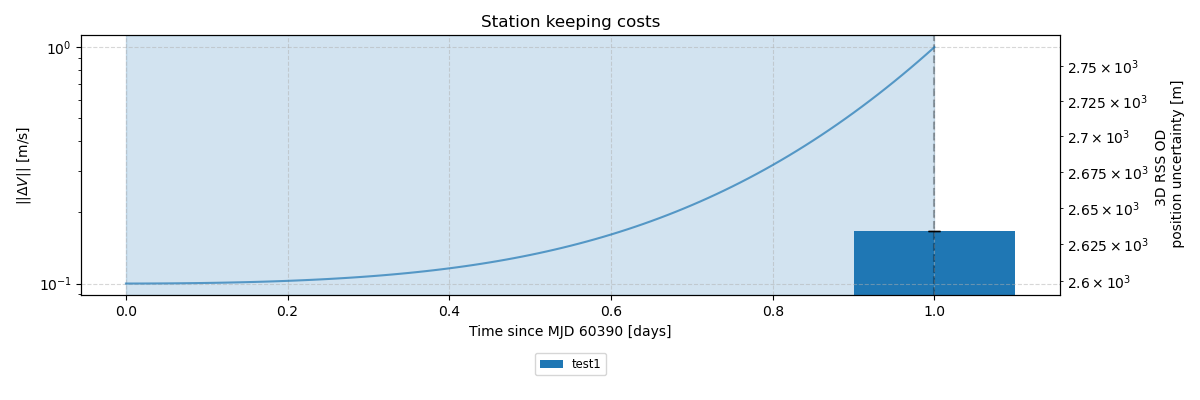 Station keeping costs
10⁰
10⁻¹
||ΔV|| [m/s]
2.75 × 10³
2.725 × 10³
2.7 × 10³
2.675 × 10³
2.65 × 10³
2.625 × 10³
2.6 × 10³
3D RSS OD
position uncertainty [m]
0.0 0.2 0.4 0.6 0.8 1.0
Time since MJD 60390 [days]
test1